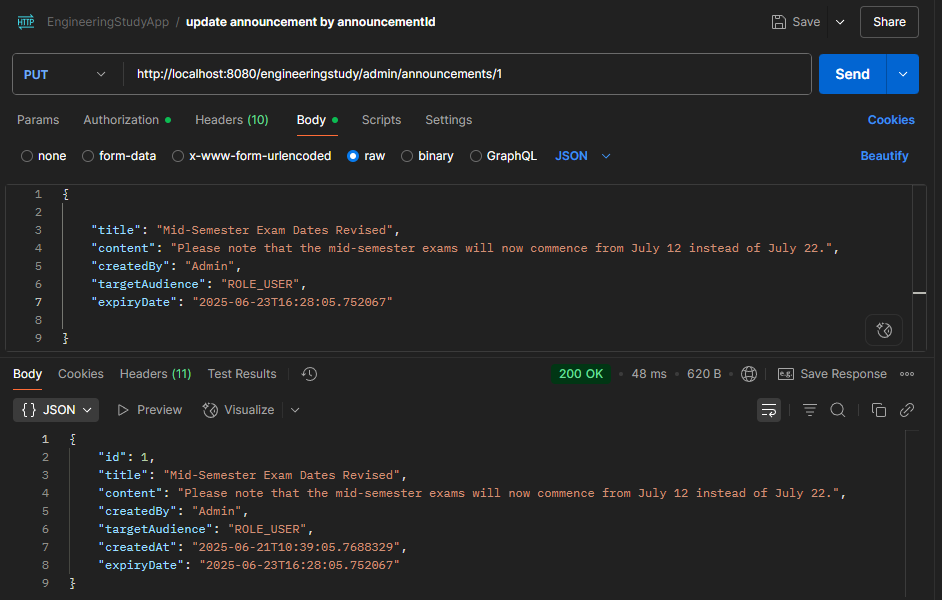 HTTP EngineeringStudyApp / update announcement by announcementId Save Share
PUT http://localhost:8080/engineeringstudy/admin/announcements/1 Send
Params Authorization Headers (10) Body Scripts Settings Cookies
none form-data x-www-form-urlencoded raw binary GraphQL JSON Beautify
1 {
2
3 "title": "Mid-Semester Exam Dates Revised",
4 "content": "Please note that the mid-semester exams will now commence from July 12 instead of July 22.",
5 "createdBy": "Admin",
6 "targetAudience": "ROLE_USER",
7 "expiryDate": "2025-06-23T16:28:05.752067"
8
9 }
Body Cookies Headers (11) Test Results 200 OK • 48 ms • 620 B • e.g. Save Response
{} JSON Preview Visualize
1 {
2 "id": 1,
3 "title": "Mid-Semester Exam Dates Revised",
4 "content": "Please note that the mid-semester exams will now commence from July 12 instead of July 22.",
5 "createdBy": "Admin",
6 "targetAudience": "ROLE_USER",
7 "createdAt": "2025-06-21T10:39:05.7688329",
8 "expiryDate": "2025-06-23T16:28:05.752067"
9 }